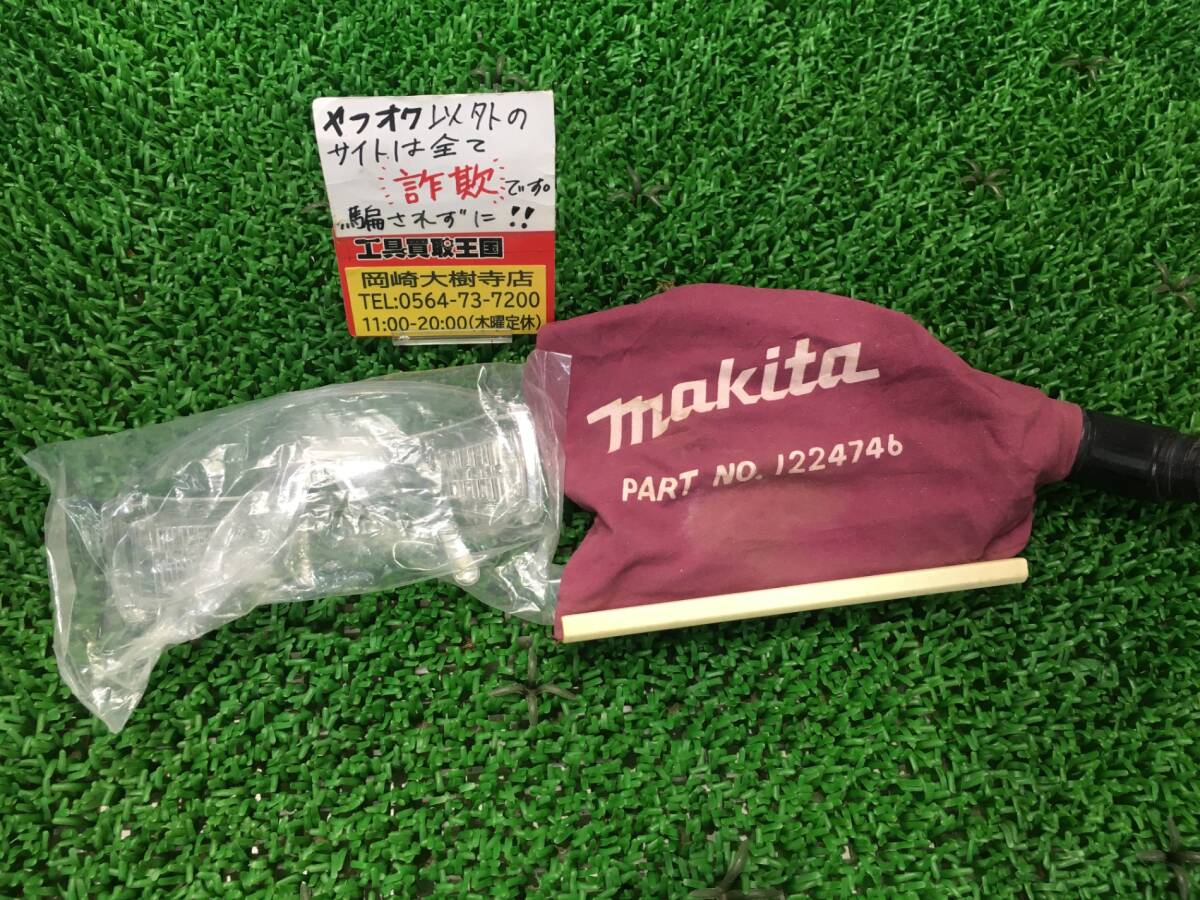 ヤフオク以外の
サイトは全て
詐欺です。
"騙されず"に!!
工具買取王国
岡崎大樹寺店
TEL:0564-73-7200
11:00-20:00(木曜定休)
makita
PART NO. 1224746